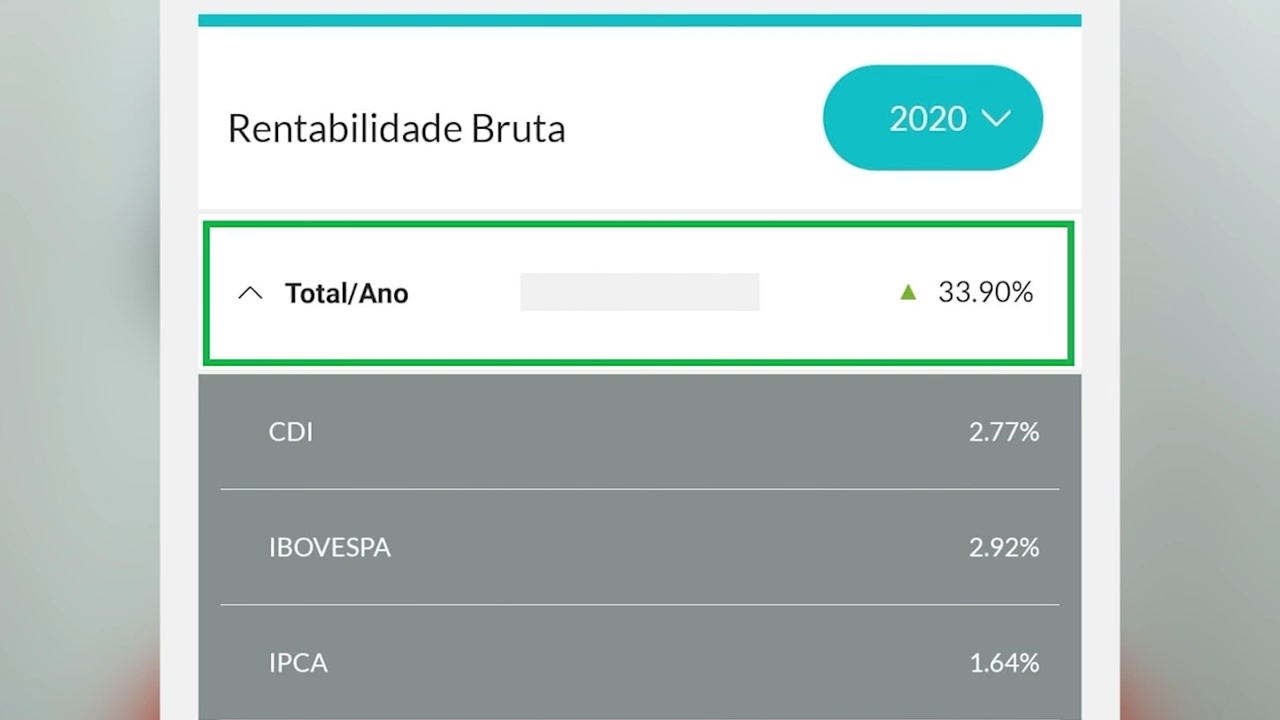 Rentabilidade Bruta
2020
Total/Ano
33.90%
CDI
2.77%
IBOVESPA
2.92%
IPCA
1.64%